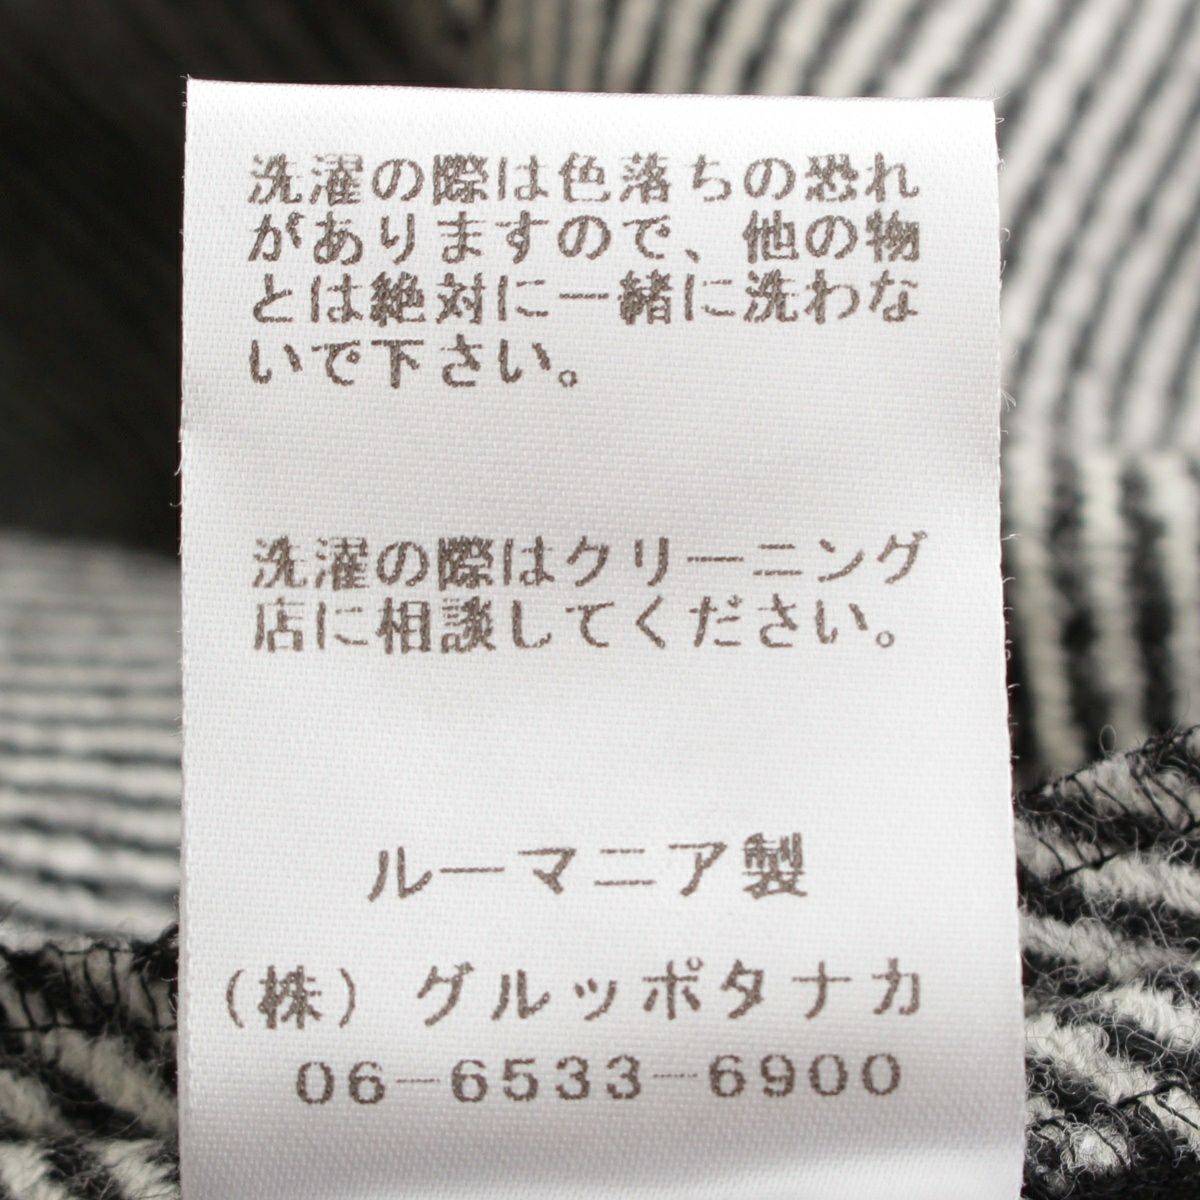 洗濯の際は色落ちの恐れ
がありますので、他の物
とは絶対に一緒に洗わな
いで下さい。
洗濯の際はクリーニング
店に相談してください。
ルーマニア製
(株)グルッポタナカ
06-6533-6900